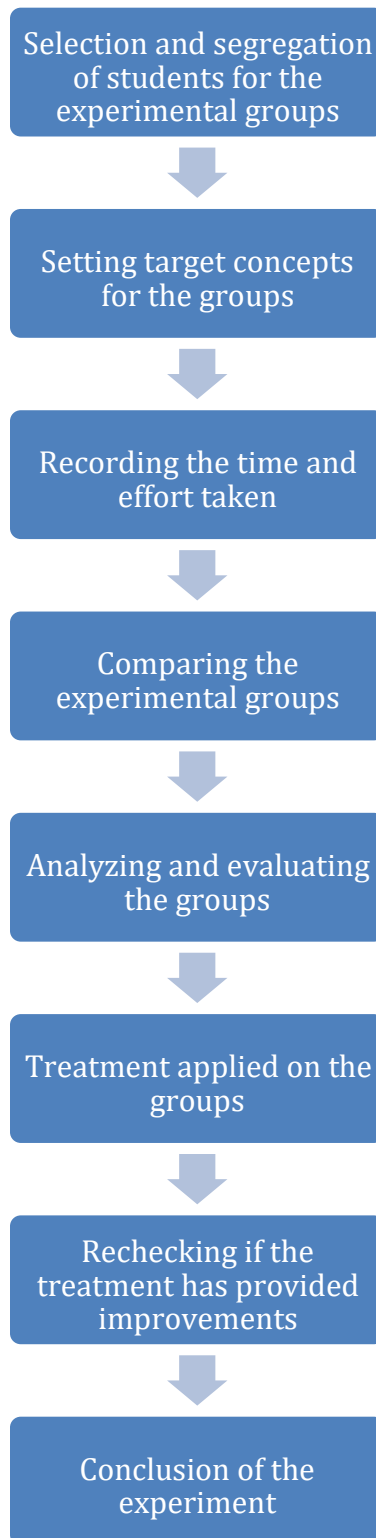 Selection and segregation
of students for the
experimental groups
Setting target concepts
for the groups
Recording the time and
effort taken
Comparing the
experimental groups
Analyzing and evaluating
the groups
Treatment applied on the
groups
Rechecking if the
treatment has provided
improvements
Conclusion of the
experiment